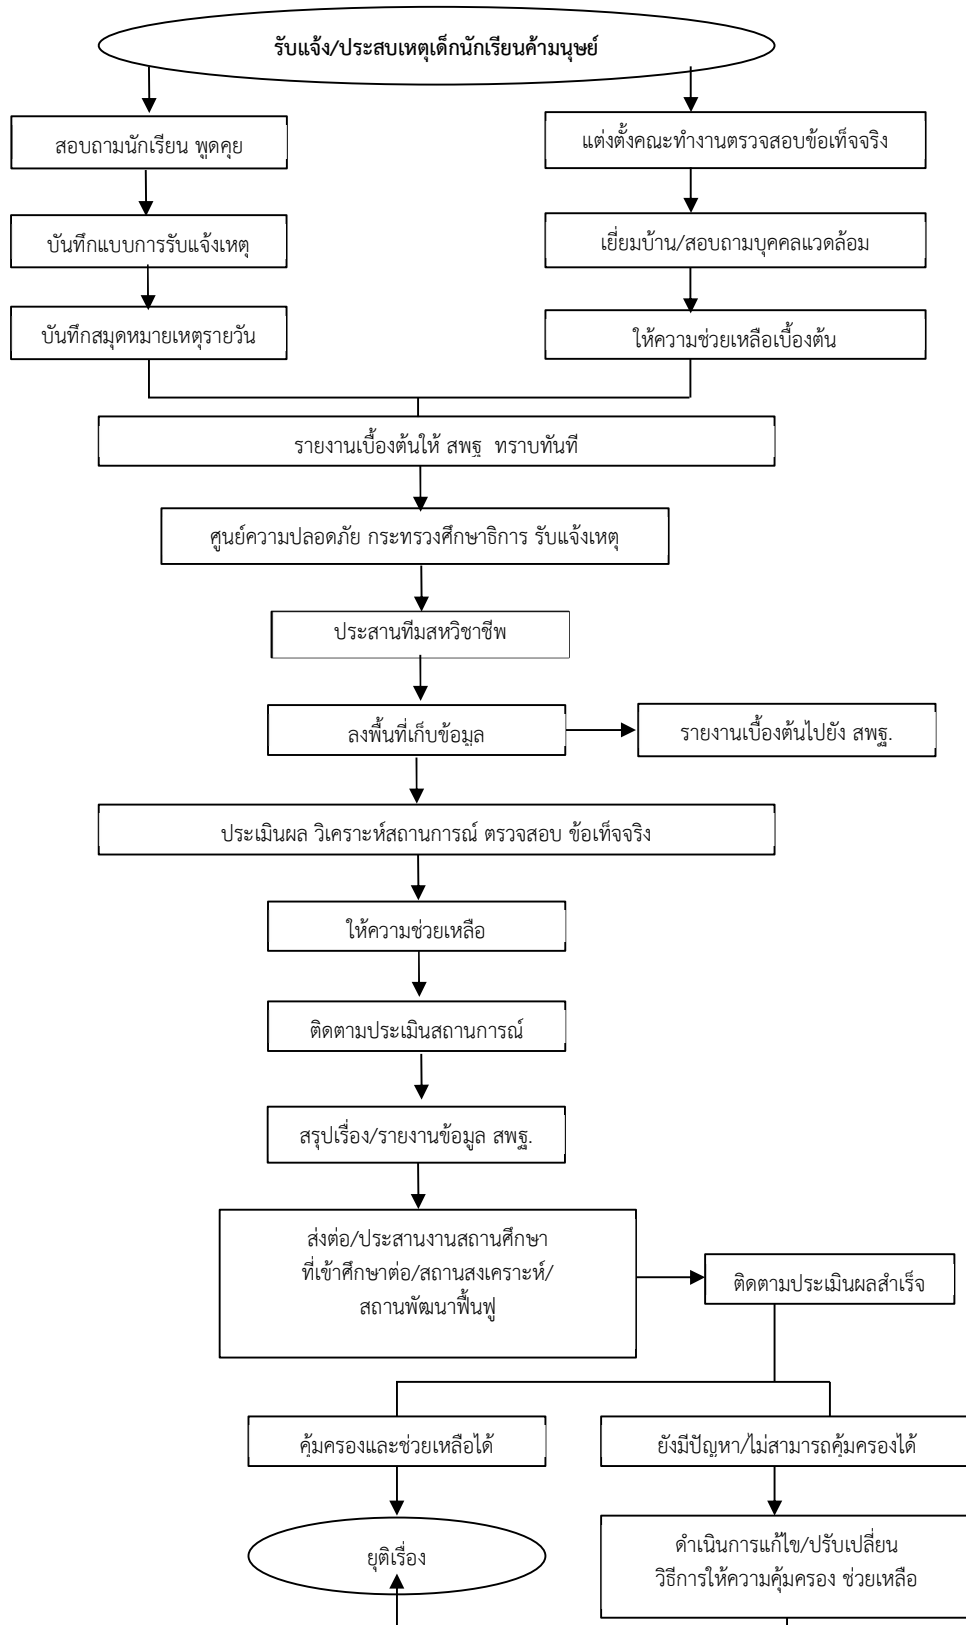 รับแจ้ง/ประสบเหตุเด็กนักเรียนค้ามนุษย์
สอบถามนักเรียน พูดคุย
แต่งตั้งคณะทำงานตรวจสอบข้อเท็จจริง
บันทึกแบบการรับแจ้งเหตุ
เยี่ยมบ้าน/สอบถามบุคคลแวดล้อม
บันทึกสมุดหมายเหตุรายวัน
ให้ความช่วยเหลือเบื้องต้น
รายงานเบื้องต้นให้ สพฐ ทราบทันที
ศูนย์ความปลอดภัย กระทรวงศึกษาธิการ รับแจ้งเหตุ
ประสานทีมสหวิชาชีพ
ลงพื้นที่เก็บข้อมูล
รายงานเบื้องต้นไปยัง สพฐ.
ประเมินผล วิเคราะห์สถานการณ์ ตรวจสอบ ข้อเท็จจริง
ให้ความช่วยเหลือ
ติดตามประเมินสถานการณ์
สรุปเรื่อง/รายงานข้อมูล สพฐ.
ส่งต่อ/ประสานงานสถานศึกษา
ที่เข้าศึกษาต่อ/สถานสงเคราะห์/
สถานพัฒนาฟื้นฟู
ติดตามประเมินผลสำเร็จ
คุ้มครองและช่วยเหลือได้
ยังมีปัญหา/ไม่สามารถคุ้มครองได้
ยุติเรื่อง
ดำเนินการแก้ไข/ปรับเปลี่ยน
วิธีการให้ความคุ้มครอง ช่วยเหลือ